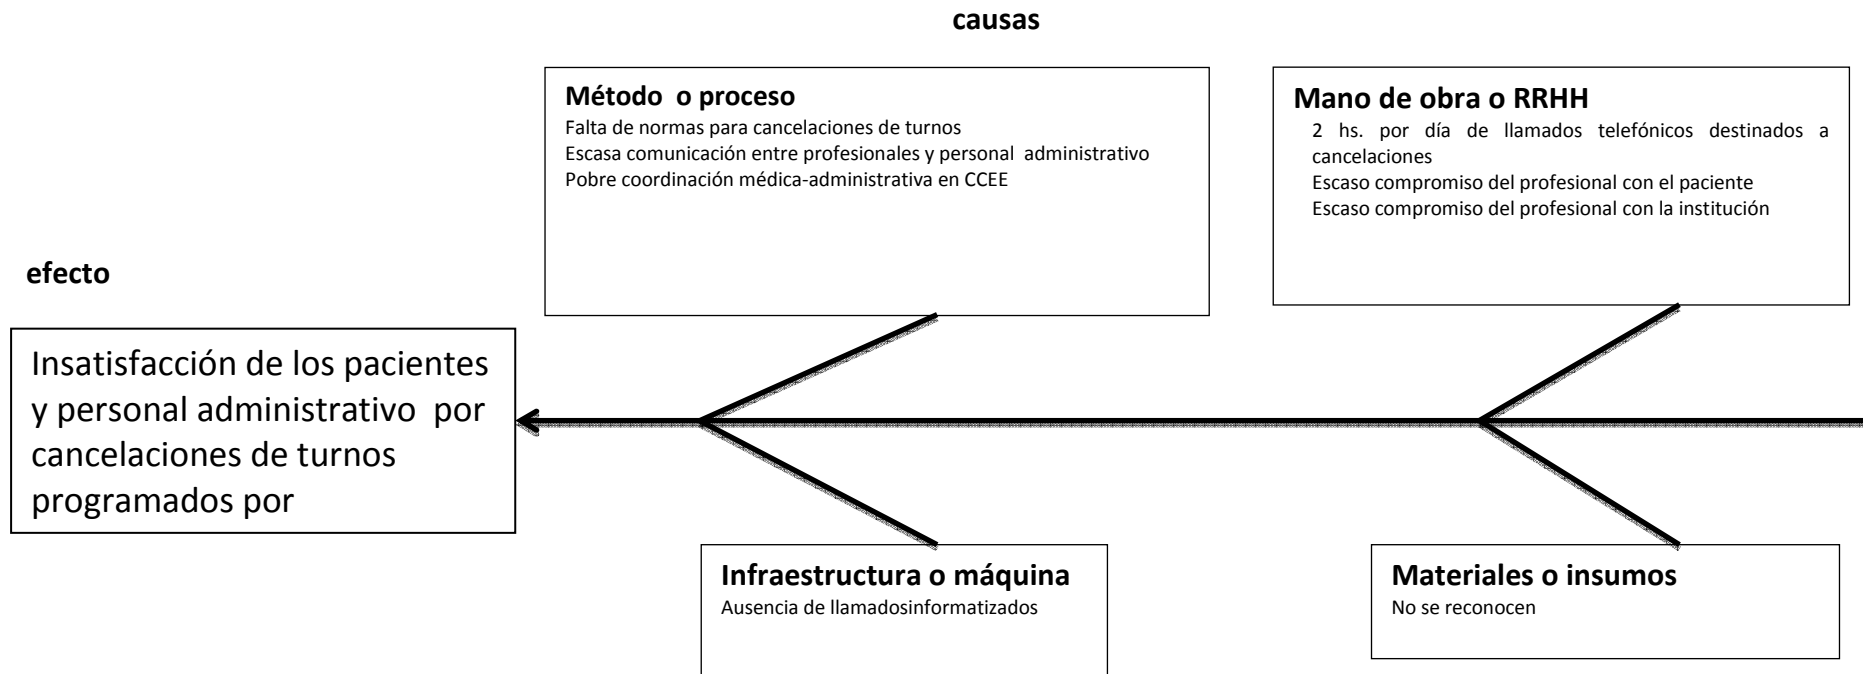 causas
Método o proceso
Falta de normas para cancelaciones de turnos
Escasa comunicación entre profesionales y personal administrativo
Pobre coordinación médica-administrativa en CCEE
Mano de obra o RRHH
2 hs. por día de llamados telefónicos destinados a
cancelaciones
Escaso compromiso del profesional con el paciente
Escaso compromiso del profesional con la institución
efecto
Insatisfacción de los pacientes
y personal administrativo por
cancelaciones de turnos
programados por
Infraestructura o máquina
Ausencia de llamadosinformatizados
Materiales o insumos
No se reconocen